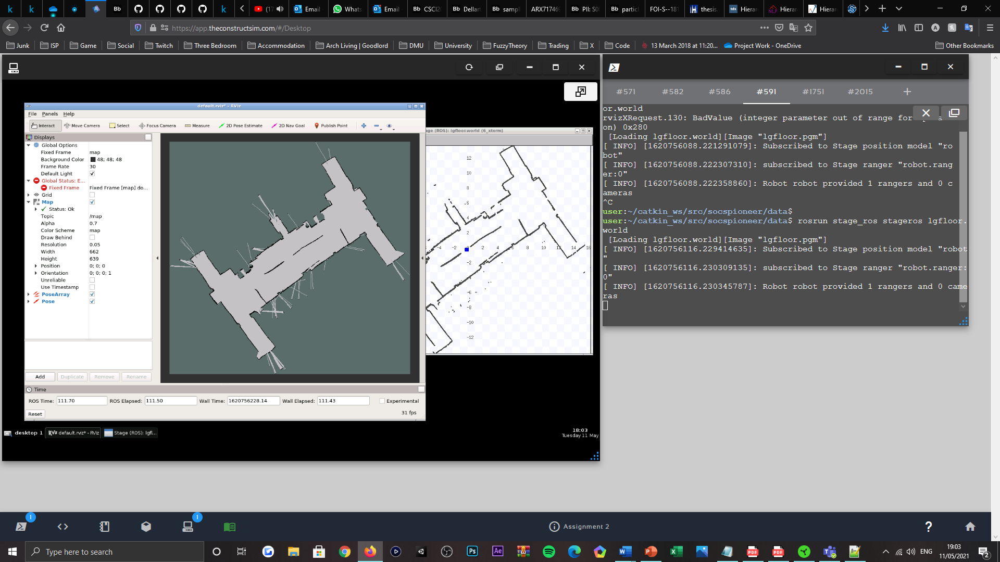 (17
Email
Whats
Email
Bb CSCI20
Bb Dellart
Bb sampl
ARX71746
Bb PII: S0
Bb partic
FOI-S--181
thesis.
tds Hierar
Hierar
Hierar
https://app.theconstructsim.com/#/Desktop
Junk
ISP
Game
Social
Twitch
Three Bedroom
Accommodation
Arch Living | Goodlord
DMU
University
FuzzyTheory
Trading
X
Code
13 March 2018 at 11:20...
Project Work - OneDrive
Other Bookmarks
default.rviz* - RViz
File Panels Help
Interact
Move Camera
Select
Focus Camera
Measure
2D Pose Estimate
2D Nav Goal
Publish Point
Displays
Global Options
Fixed Frame map
Background Color 48; 48; 48
Frame Rate 30
Default Light
Global Status: E...
Fixed Frame Fixed Frame [map] do...
Grid
Map
Status: Ok
Topic /map
Alpha 0.7
Color Scheme map
Draw Behind
Resolution 0.05
Width 662
Height 639
Position 0; 0; 0
Orientation 0; 0; 0; 1
Unreliable
Use Timestamp
PoseArray
Pose
Add Duplicate Remove Rename
Time
ROS Time: 111.70 ROS Elapsed: 111.50 Wall Time: 1620756228.14 Wall Elapsed: 111.43 Experimental
Reset
31 fps
ge (ROS): lgfloor.world (6_xterm)
12
10
8
6
4
2
-4 -2 0 2 4 6 8 10 12 14 16
-2
-6
-8
-10
-12
desktop 1
RViz default.rviz* - RViz
Stage (ROS): lgfl...
18:03
Tuesday 11 May
#571 #582 #586 #591 #1751 #2015
or.world
rvizXRequest.130: BadValue (integer parameter out of range for
on) 0x280
[Loading lgfloor.world][Image "lgfloor.pgm"]
[ INFO] [1620756088.221291079]: Subscribed to Stage position model "ro
bot"
[ INFO] [1620756088.222307310]: subscribed to Stage ranger "robot.rang
er:0"
[ INFO] [1620756088.222358860]: Robot robot provided 1 rangers and 0 c
ameras
^C
user:~/catkin_ws/src/socspioneer/data$
user:~/catkin_ws/src/socspioneer/data$ rosrun stage_ros stageros lgfloor.
world
[Loading lgfloor.world][Image "lgfloor.pgm"]
[ INFO] [1620756116.229414635]: Subscribed to Stage position model "robot
"
[ INFO] [1620756116.230309135]: subscribed to Stage ranger "robot.ranger:
0"
[ INFO] [1620756116.230345787]: Robot robot provided 1 rangers and 0 came
ras
1
1
Assignment 2
Type here to search
ENG
19:03
11/05/2021
2